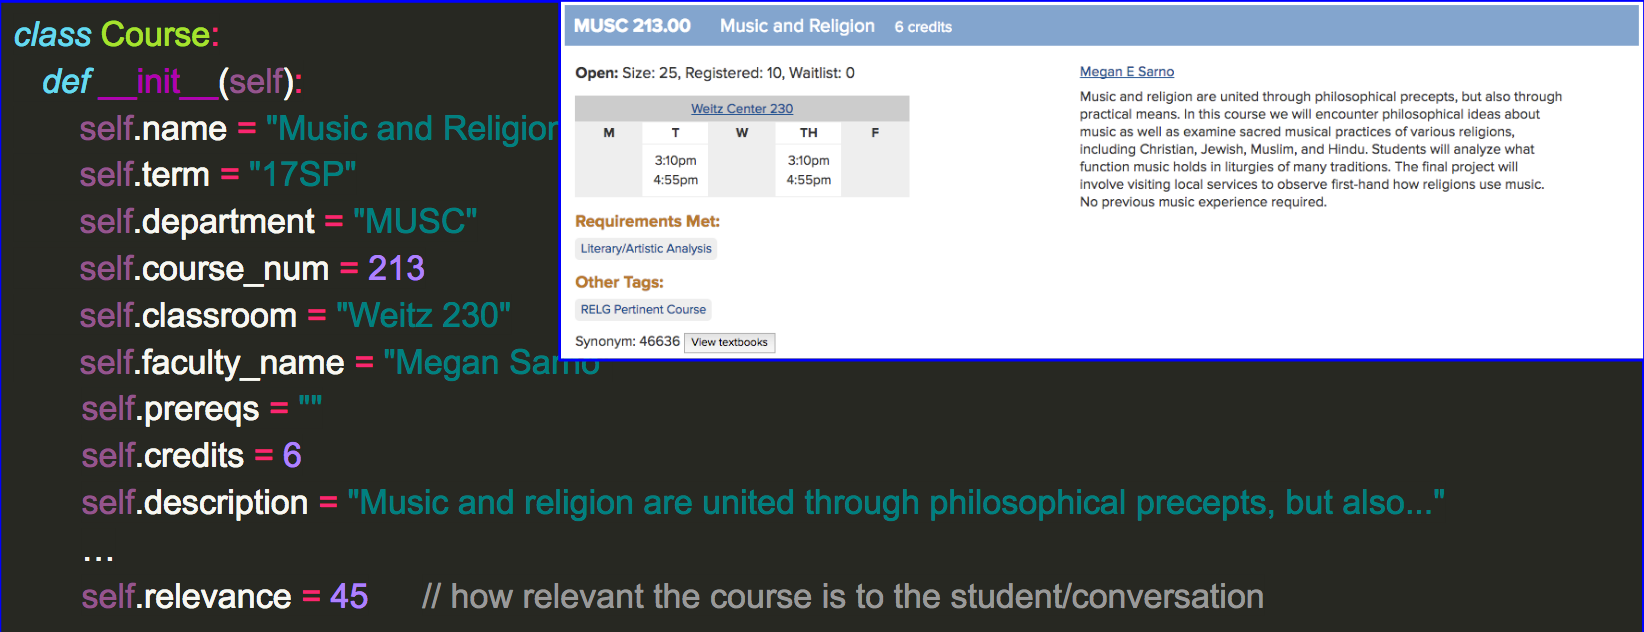 class Course:
def __init__(self):
self.name = "Music and Religion
self.term = "17SP"
self.department = "MUSC"
self.course_num = 213
self.classroom = "Weitz 230"
self.faculty_name = "Megan Sarno
self.prereqs = ""
self.credits = 6
self.description = "Music and religion are united through philosophical precepts, but also..."
...
self.relevance = 45 // how relevant the course is to the student/conversation
MUSC 213.00 Music and Religion 6 credits
Open: Size: 25, Registered: 10, Waitlist: 0
Weitz Center 230
M T W TH F
3:10pm 3:10pm
4:55pm 4:55pm
Requirements Met:
Literary/Artistic Analysis
Other Tags:
RELG Pertinent Course
Synonym: 46636 View textbooks
Megan E Sarno
Music and religion are united through philosophical precepts, but also through
practical means. In this course we will encounter philosophical ideas about
music as well as examine sacred musical practices of various religions,
including Christian, Jewish, Muslim, and Hindu. Students will analyze what
function music holds in liturgies of many traditions. The final project will
involve visiting local services to observe first-hand how religions use music.
No previous music experience required.